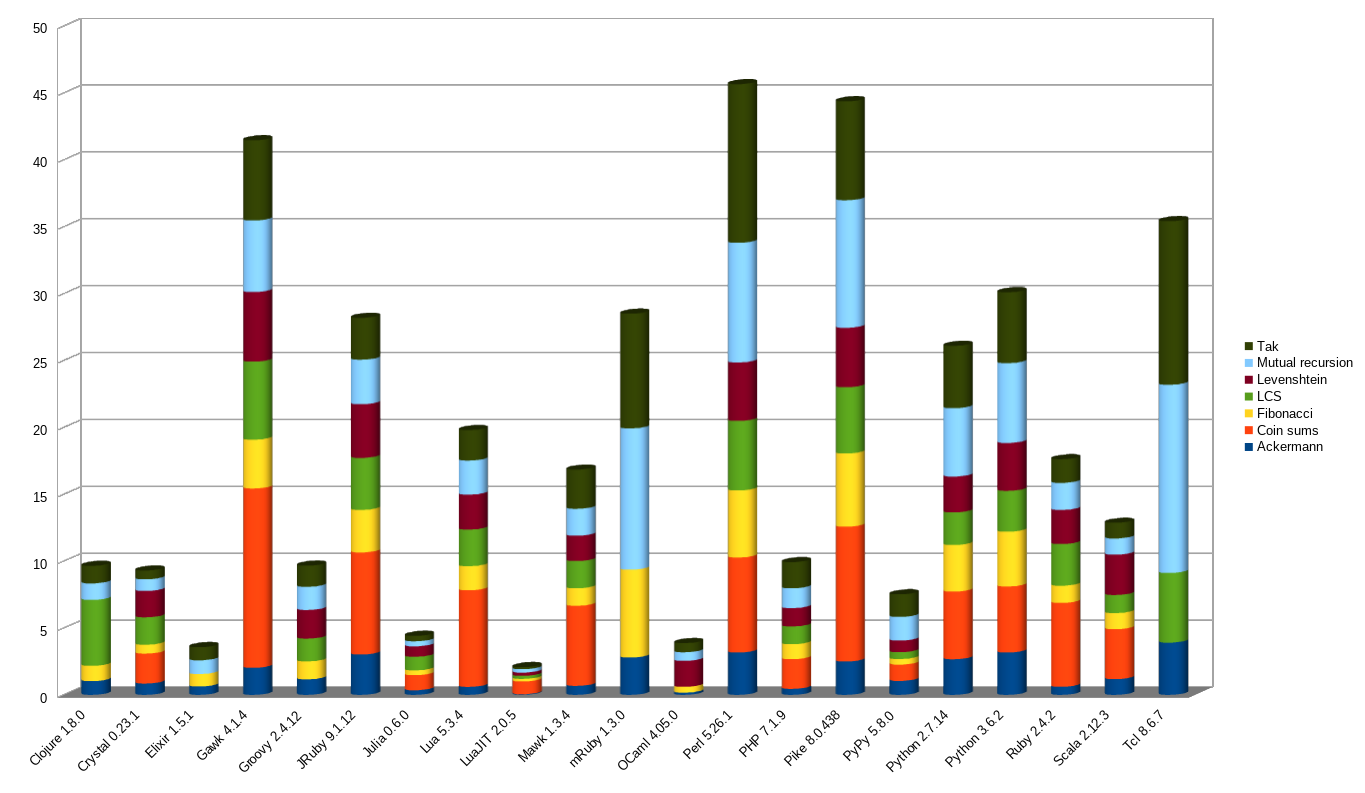 50
45
40
35
30
25
20
15
10
5
0
Clojure 1.8.0
Crystal 0.23.1
Elixir 1.5.1
Gawk 4.1.4
Groovy 2.4.12
JRuby 9.1.12
Julia 0.6.0
Lua 5.3.4
LuaJIT 2.0.5
Mawk 1.3.4
mRuby 1.3.0
OCaml 4.05.0
Perl 5.26.1
PHP 7.1.9
Pike 8.0.438
PyPy 5.8.0
Python 2.7.14
Python 3.6.2
Ruby 2.4.2
Scala 2.12.3
Tcl 8.6.7
Tak
Mutual recursion
Levenshtein
LCS
Fibonacci
Coin sums
Ackermann